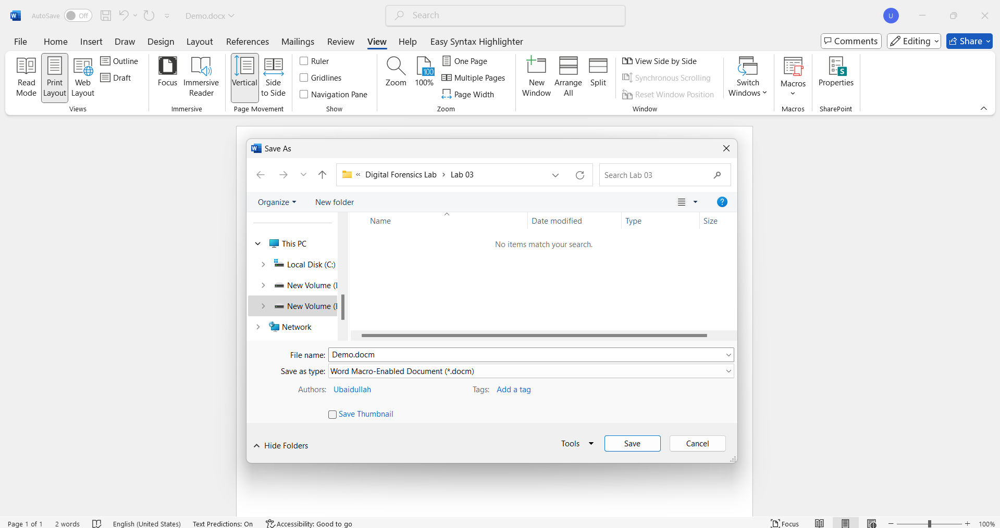 W AutoSave Off Demo.docx Search U
File Home Insert Draw Design Layout References Mailings Review View Help Easy Syntax Highlighter Comments Editing Share
Read Mode Print Layout Web Layout Outline Draft
Views
Focus Immersive Reader
Immersive
Vertical Side to Side
Page Movement
Ruler
Gridlines
Navigation Pane
Show
Zoom 100 100% One Page Multiple Pages Page Width
Zoom
New Window Arrange All Split View Side by Side Synchronous Scrolling Reset Window Position Switch Windows
Window
Macros
Macros
S Properties
SharePoint
W Save As
« Digital Forensics Lab > Lab 03 Search Lab 03
Organize New folder ?
Name Date modified Type Size
No items match your search.
This PC
Local Disk (C:)
New Volume (
New Volume (
Network
File name: Demo.docm
Save as type: Word Macro-Enabled Document (*.docm)
Authors: Ubaidullah Tags: Add a tag
Save Thumbnail
Hide Folders Tools Save Cancel
Page 1 of 1 2 words English (United States) Text Predictions: On Accessibility: Good to go Focus 100%